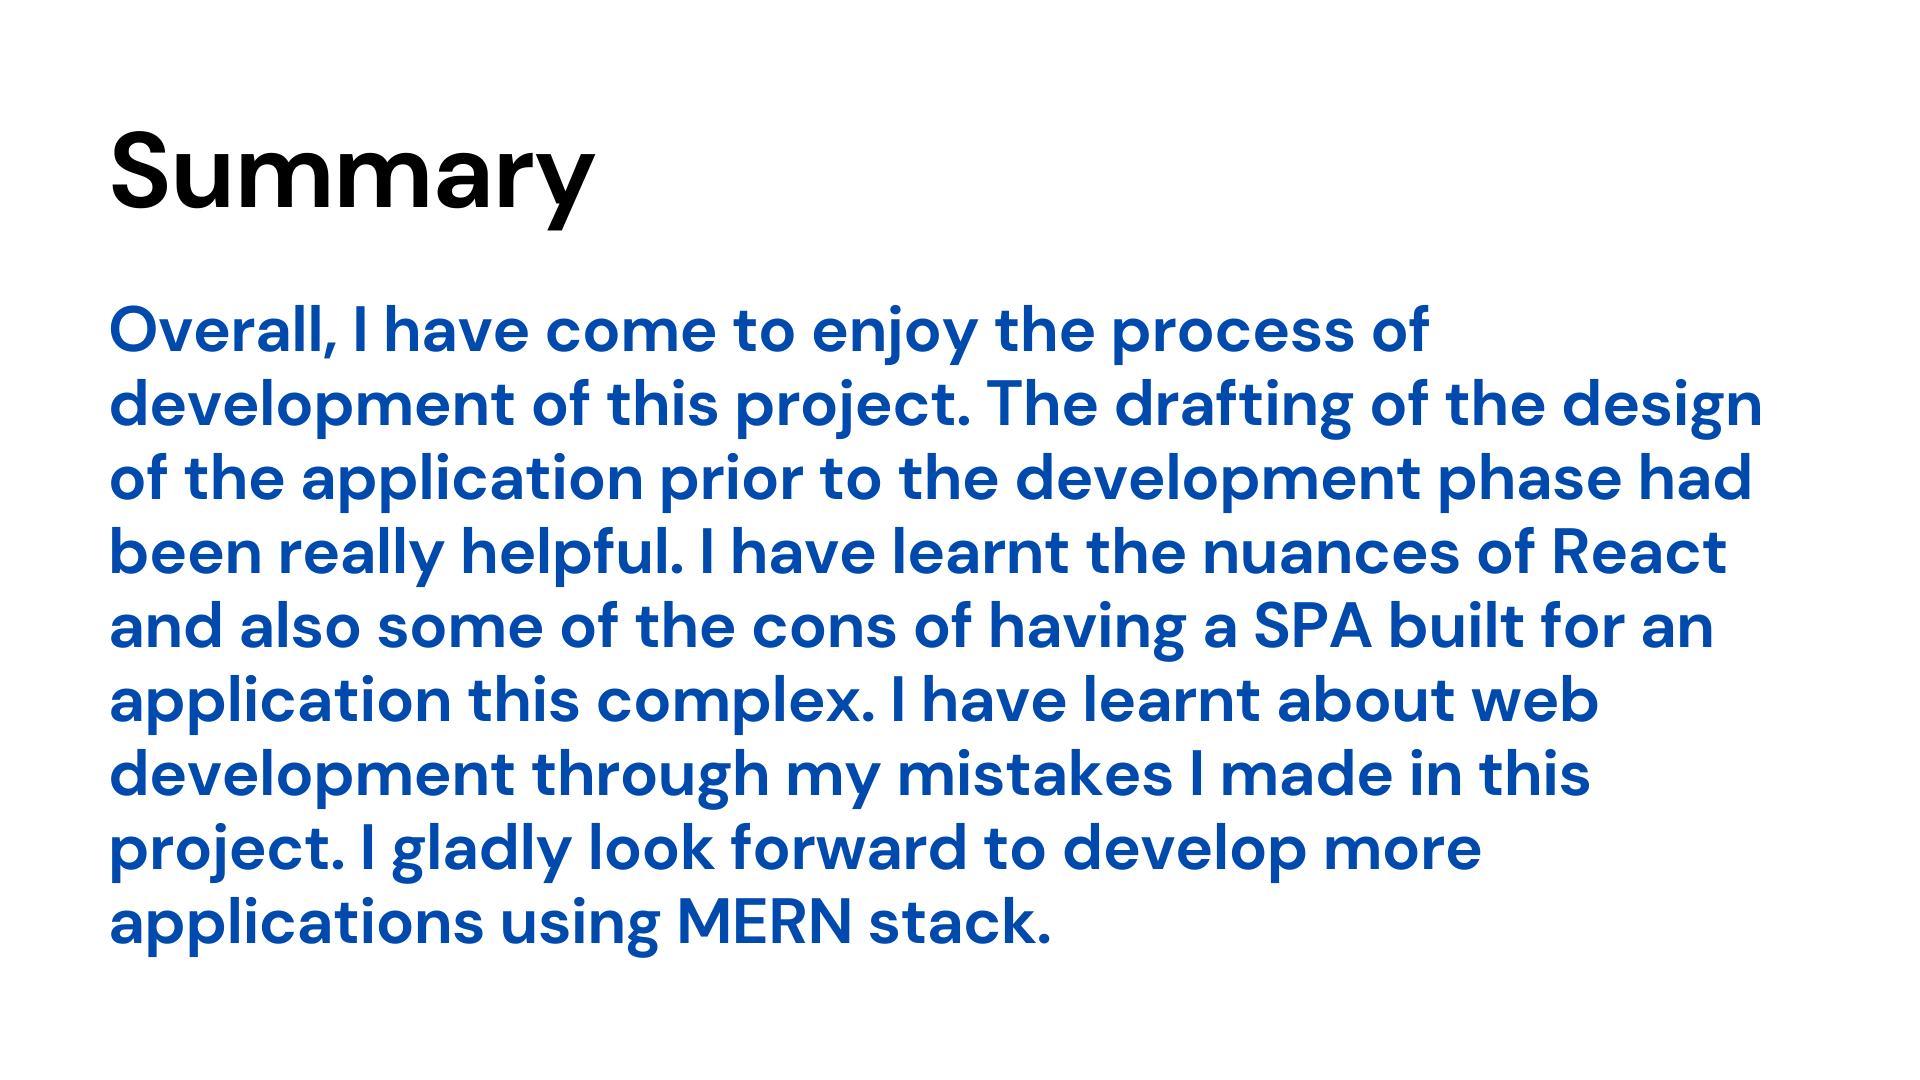 Summary
Overall, I have come to enjoy the process of
development of this project. The drafting of the design
of the application prior to the development phase had
been really helpful. I have learnt the nuances of React
and also some of the cons of having a SPA built for an
application this complex. I have learnt about web
development through my mistakes I made in this
project. I gladly look forward to develop more
applications using MERN stack.